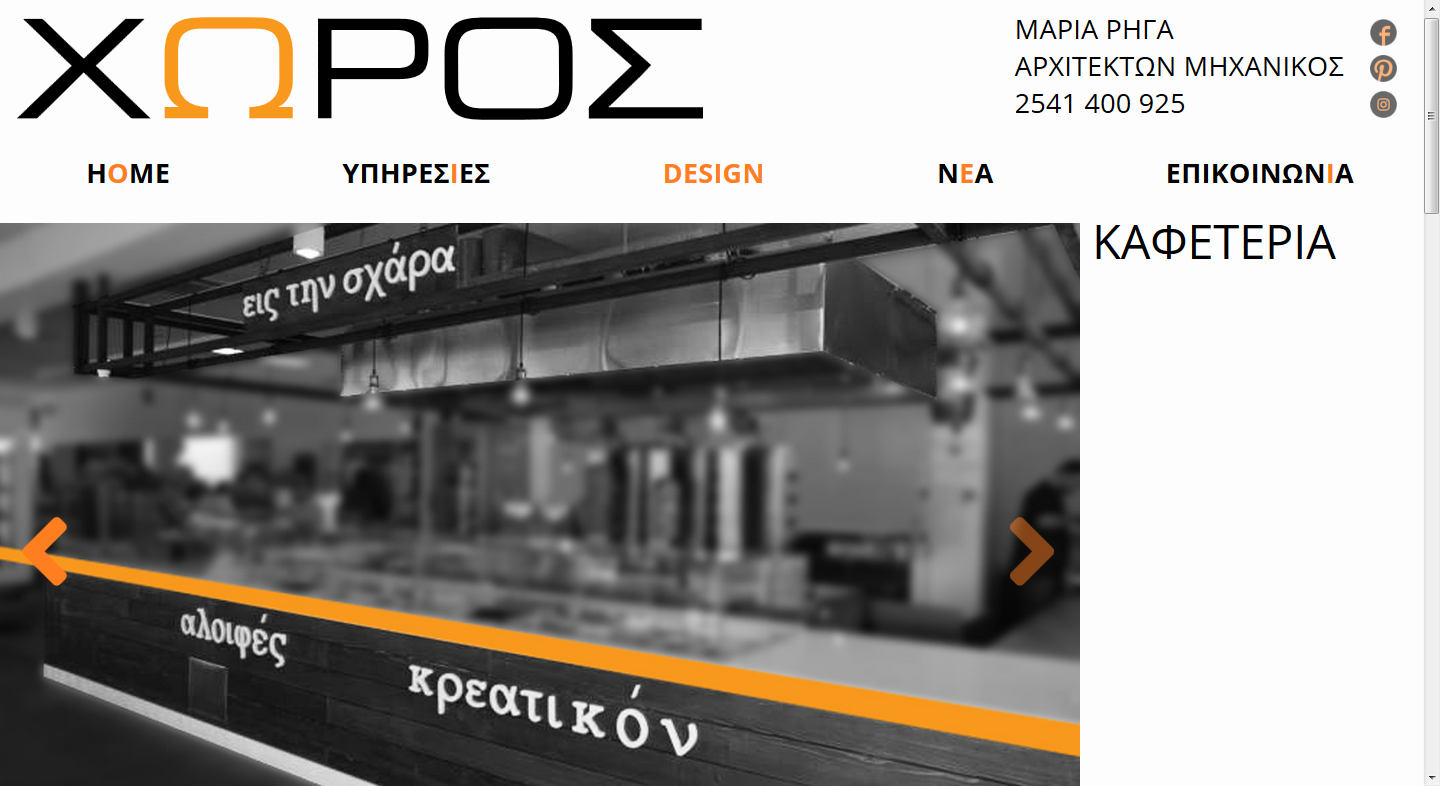 ΧΩΡΟΣ
ΜΑΡΙΑ ΡΗΓΑ
ΑΡΧΙΤΕΚΤΩΝ ΜΗΧΑΝΙΚΟΣ
2541 400 925
HOME ΥΠΗΡΕΣΙΕΣ DESIGN ΝΕΑ ΕΠΙΚΟΙΝΩΝΙΑ
ΚΑΦΕΤΕΡΙΑ
εις την σχάρα
αλοιφές
κρεατικόν